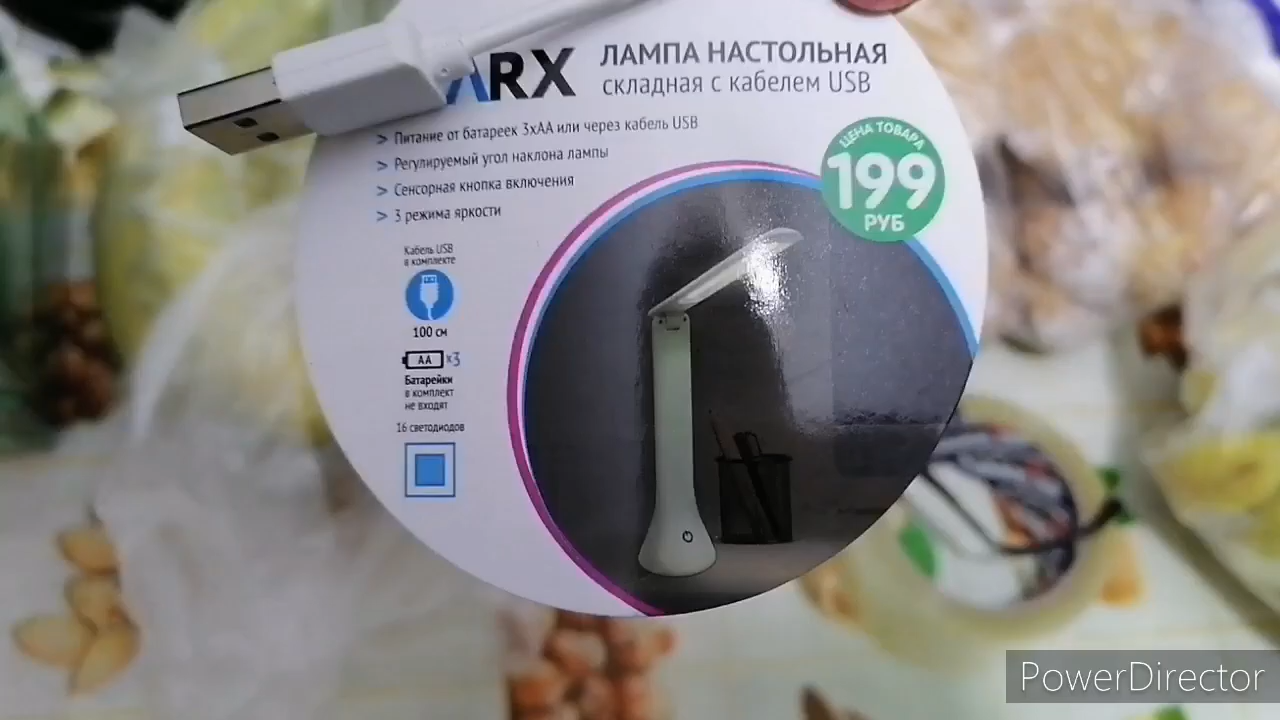 ARX
ЛАМПА НАСТОЛЬНАЯ
складная с кабелем USB
> Питание от батареек 3xAA или через кабель USB
> Регулируемый угол наклона лампы
> Сенсорная кнопка включения
> 3 режима яркости
ЦЕНА ТОВАРА
199
РУБ
Кабель USB
в комплекте
100 см
AA x3
Батарейки
в комплект
не входят
16 светодиодов
PowerDirector